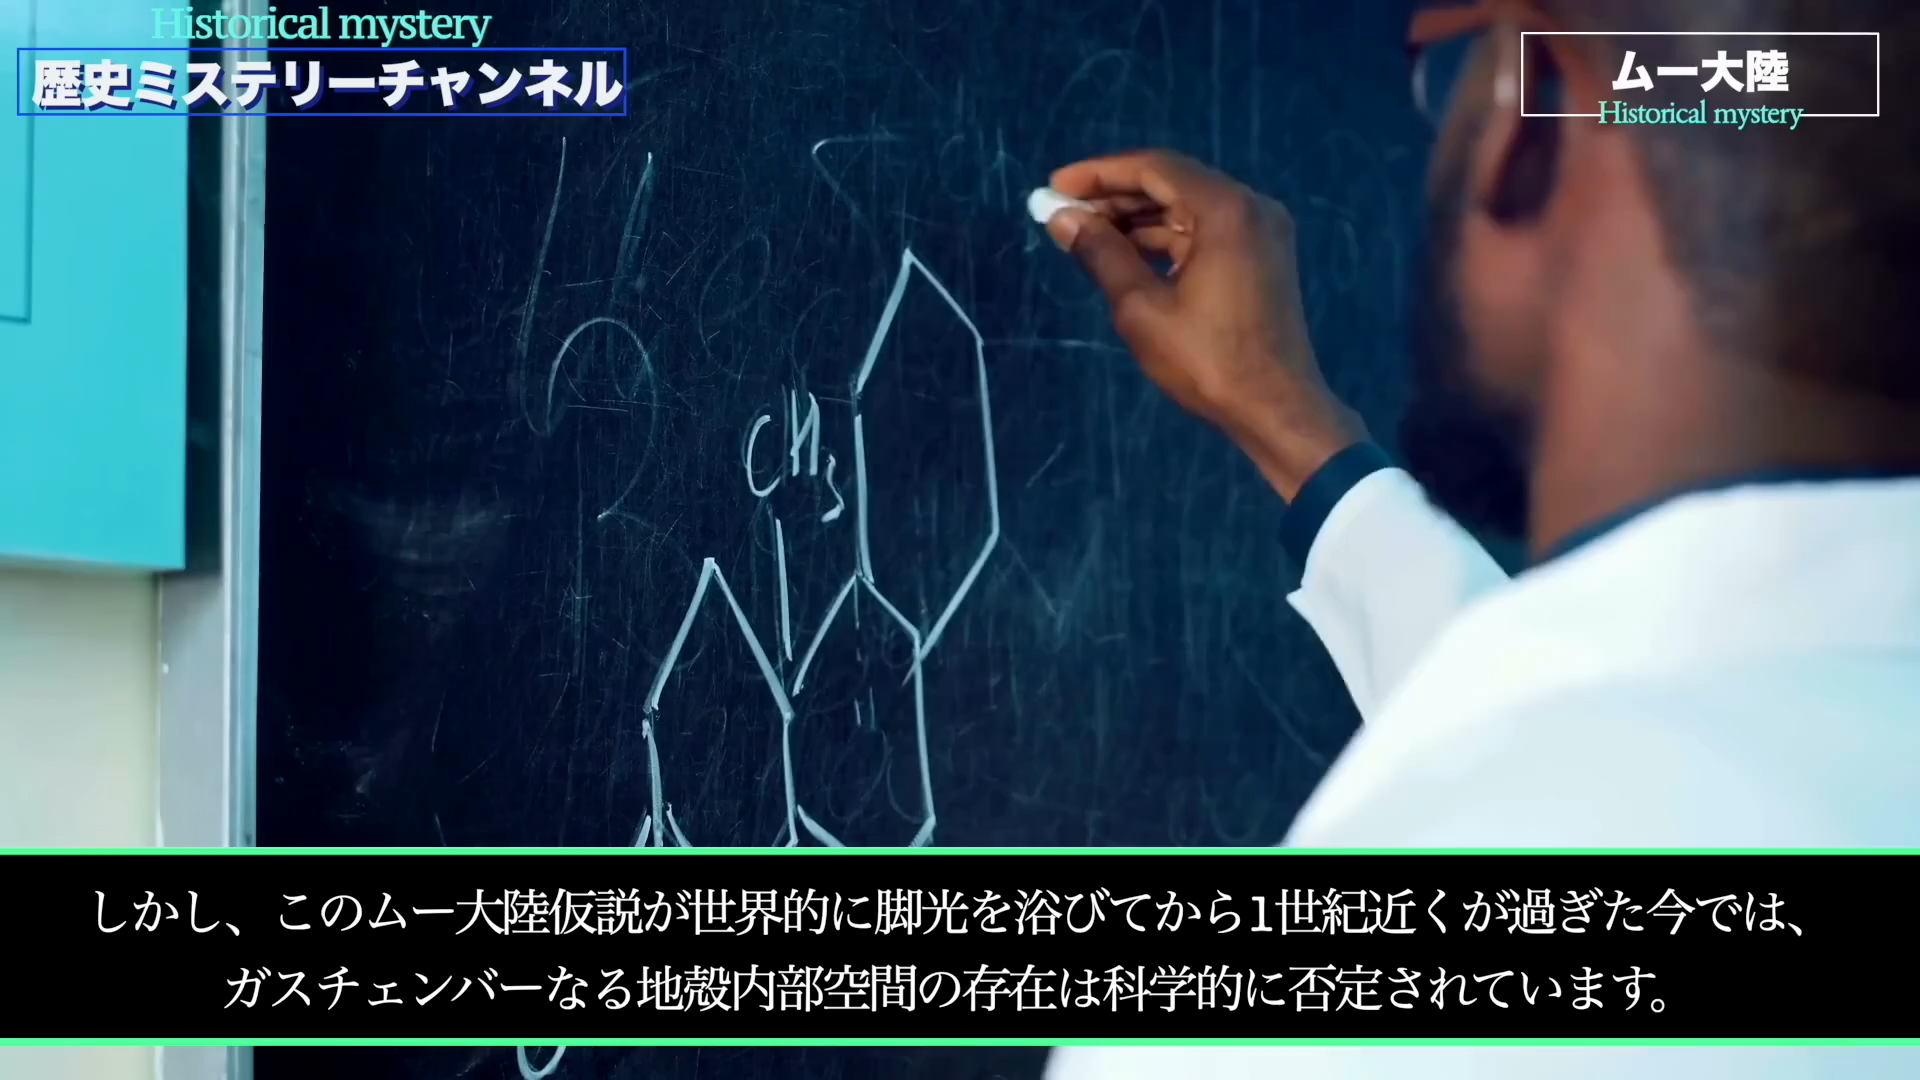 Historical mystery
歴史ミステリーチャンネル
ムー大陸
Historical mystery
CH3
しかし、このムー大陸仮説が世界的に脚光を浴びてから1世紀近くが過ぎた今では、
ガスチェンバーなる地殻内部空間の存在は科学的に否定されています。